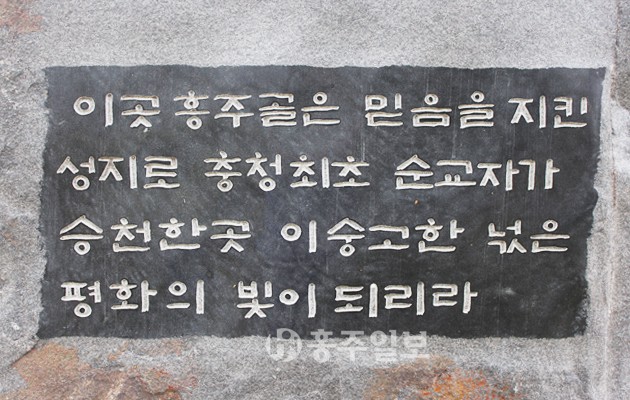 이곳 홍주골은 믿음을 지킨
성지로 충청최초 순교자가
승천한곳 이숭고한 넋은
평화의 빛이 되리라
홍주일보